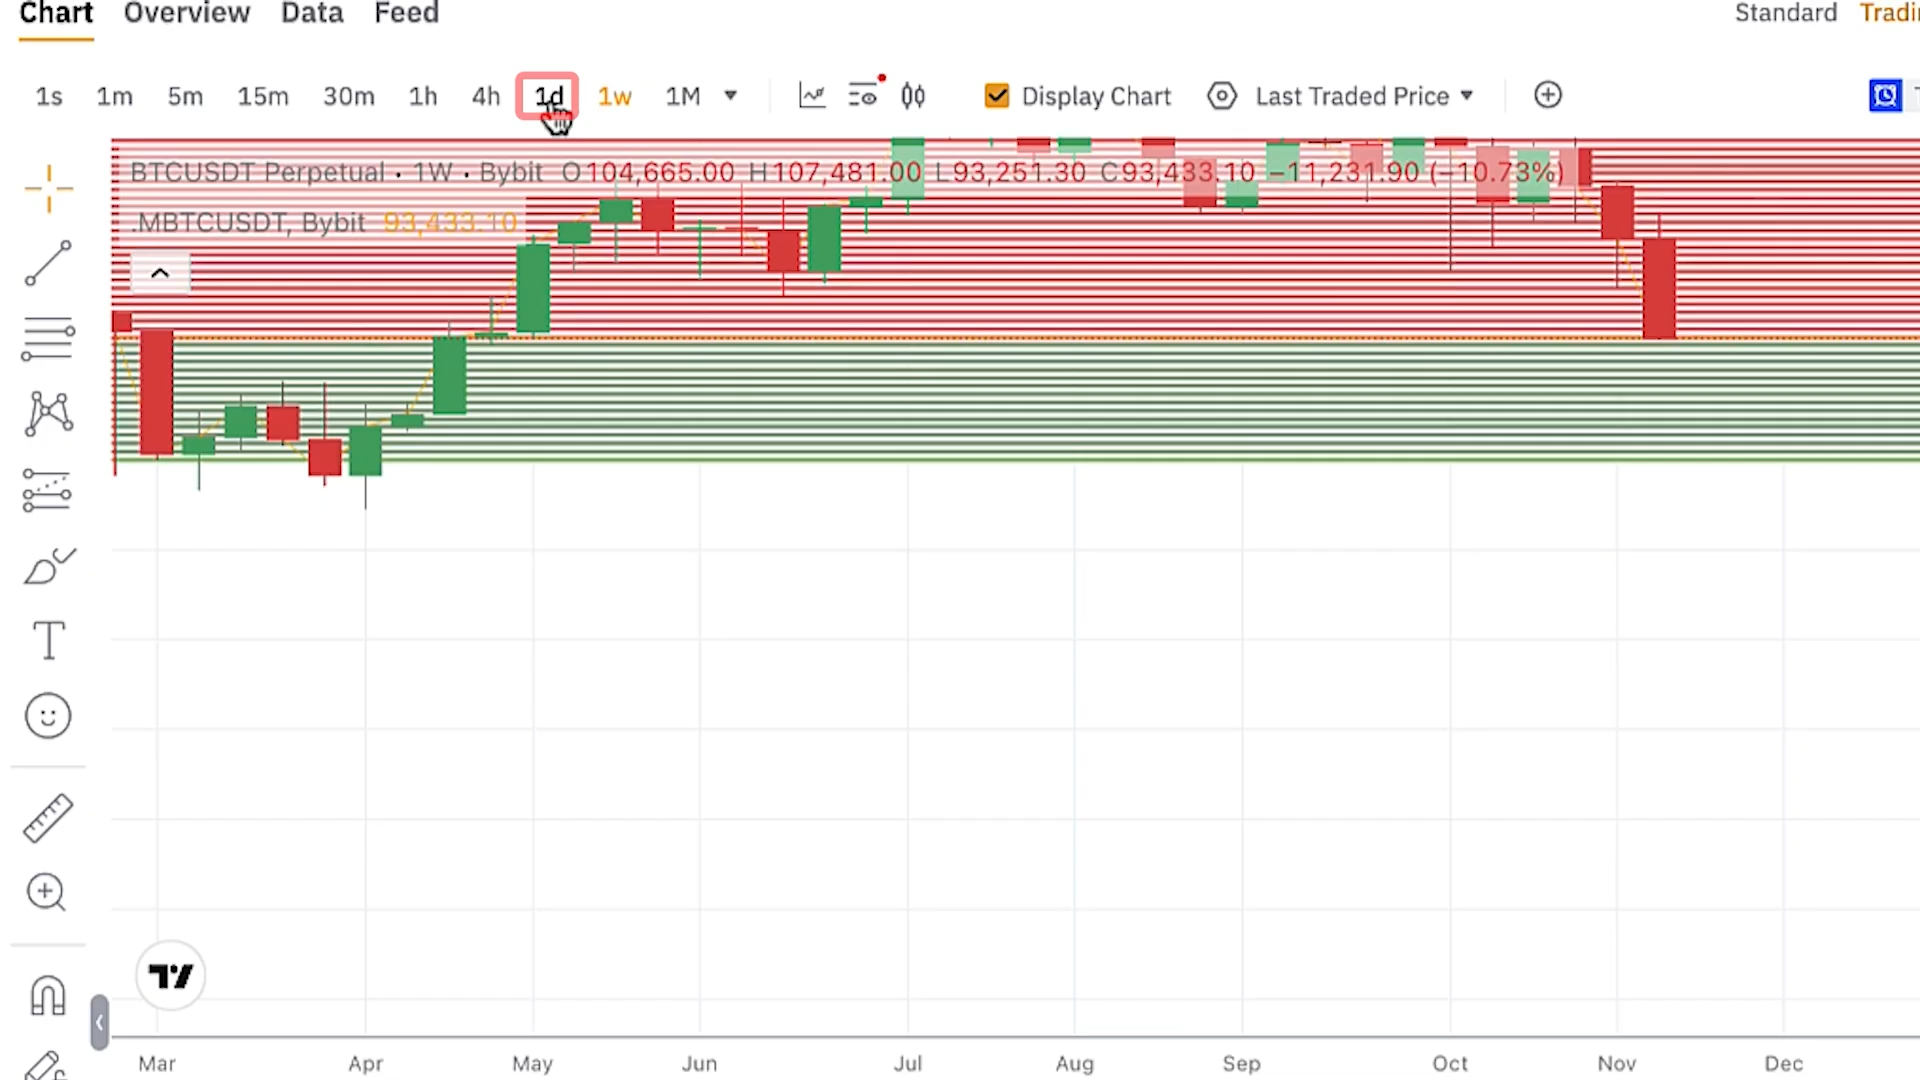 Chart Overview Data Feed Standard
1s 1m 5m 15m 30m 1h 4h 1d 1w 1M Display Chart Last Traded Price
BTCUSDT Perpetual · 1W · Bybit O104,665.00 H107,481.00 L93,251.30 C93,433.10 −11,231.90 (−10.73%)
.MBTCUSDT, Bybit 93,433.10
Mar Apr May Jun Jul Aug Sep Oct Nov Dec